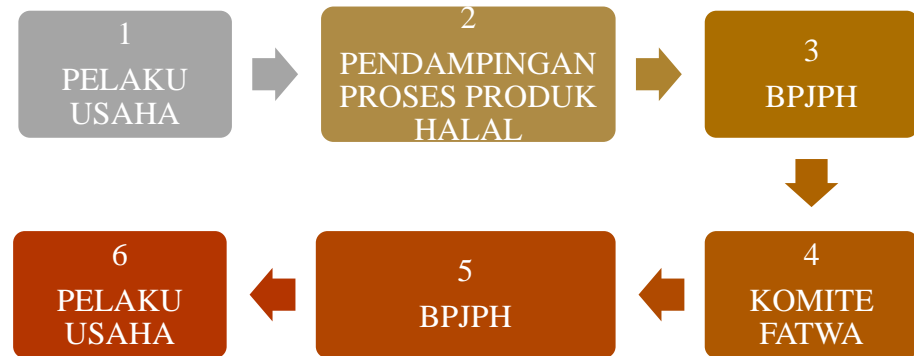 1
PELAKU
USAHA
2
PENDAMPINGAN
PROSES PRODUK
HALAL
3
BPJPH
4
KOMITE
FATWA
5
BPJPH
6
PELAKU
USAHA